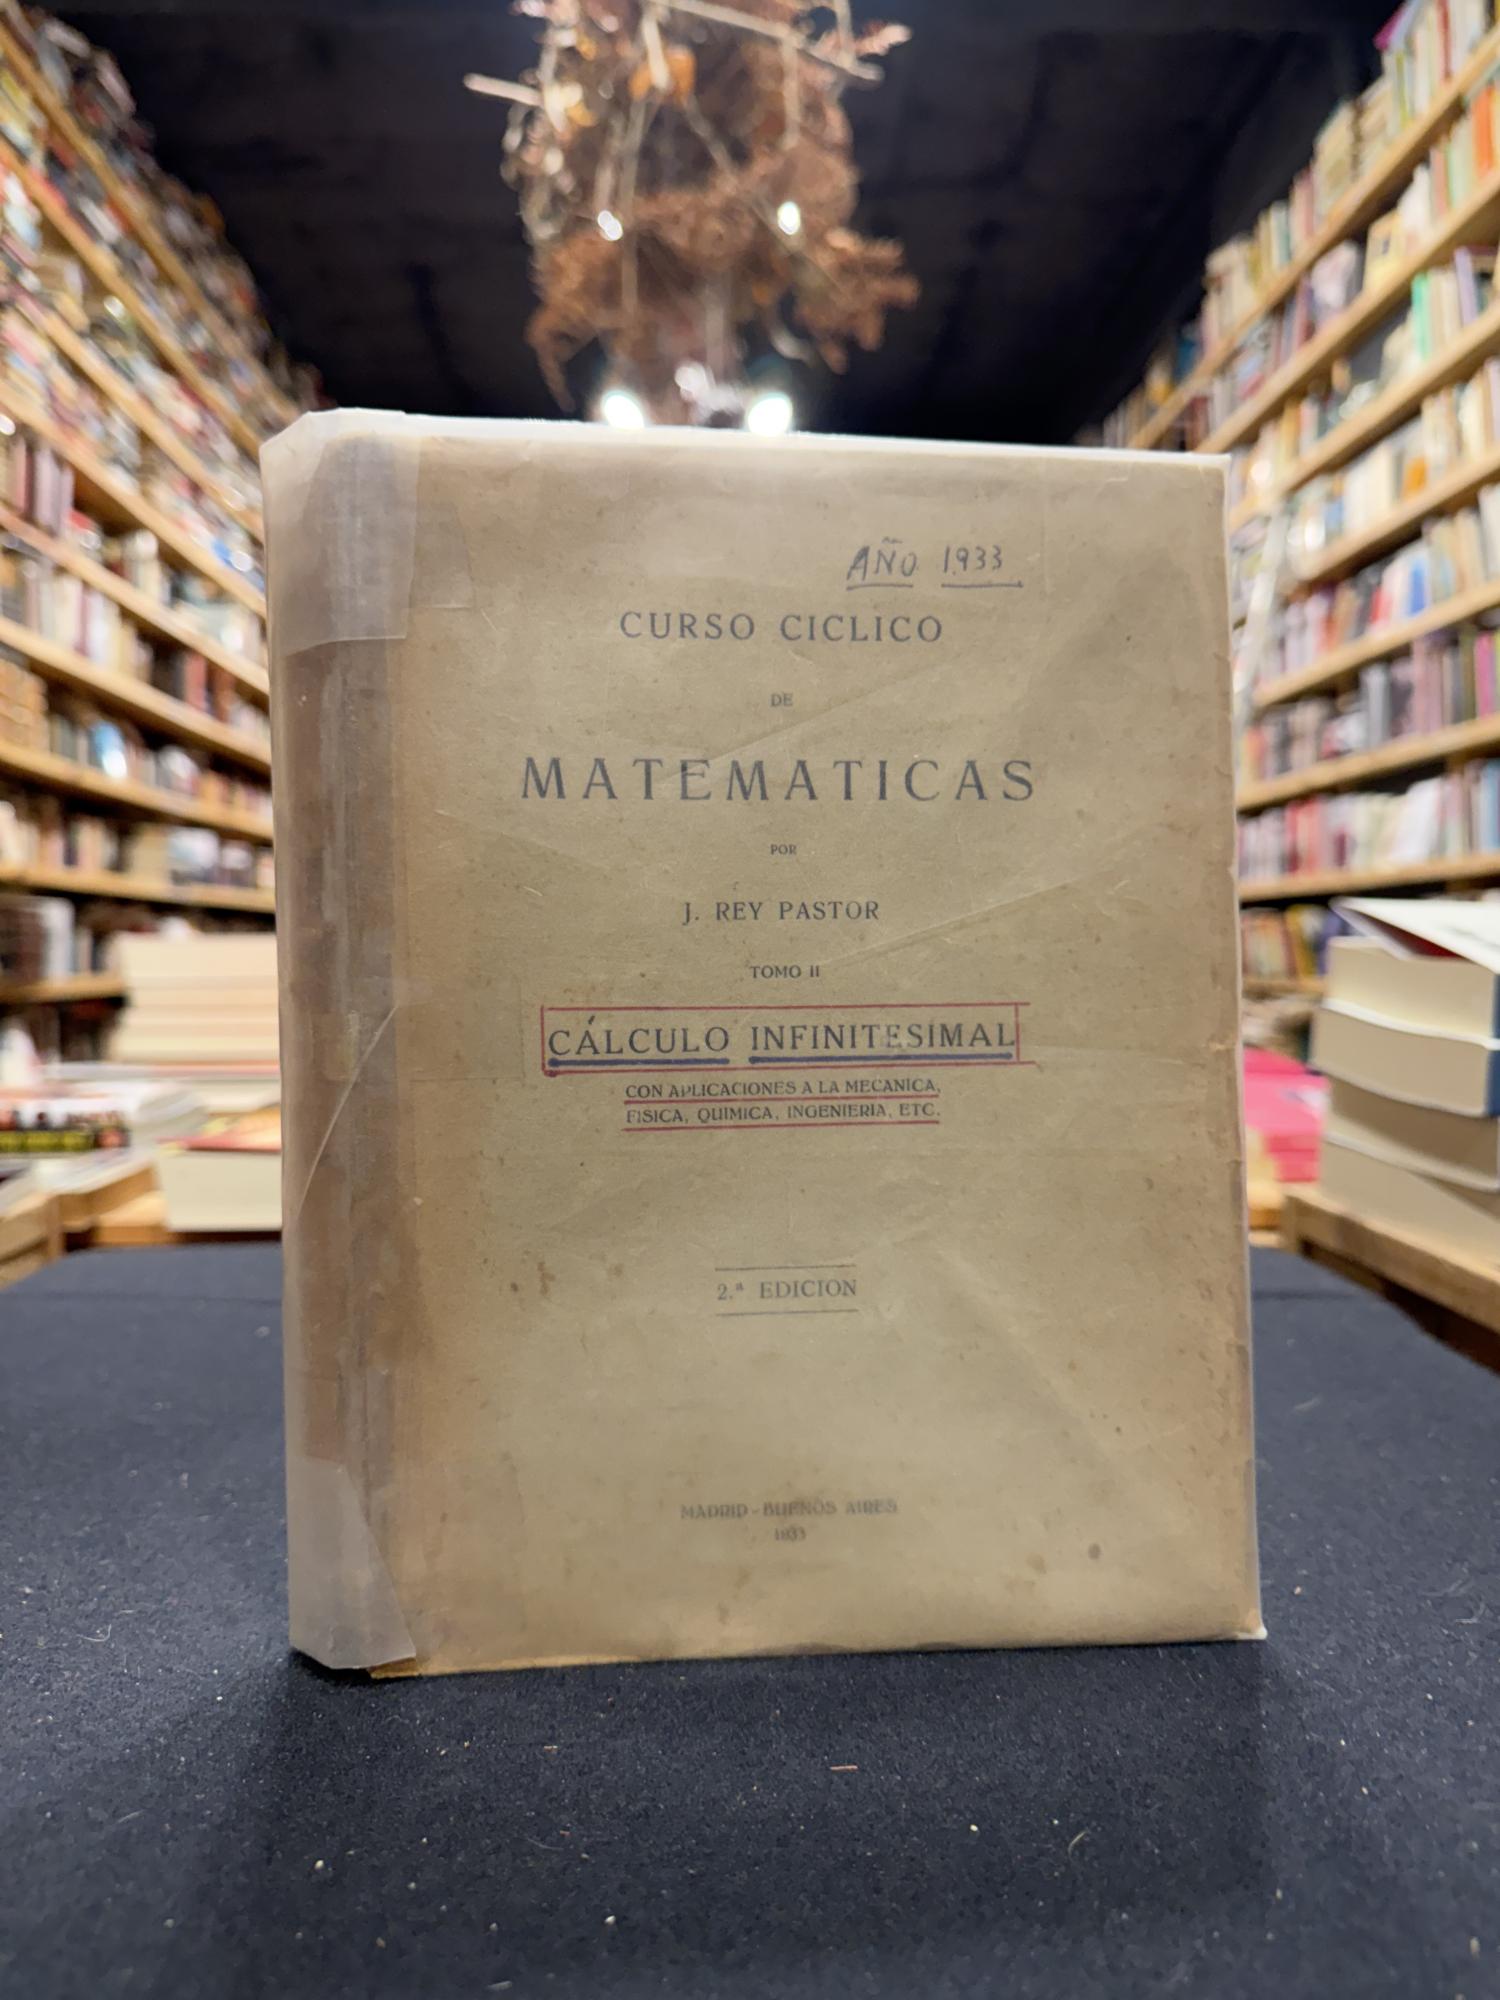 AÑO 1933
CURSO CICLICO
DE
MATEMATICAS
POR
J. REY PASTOR
TOMO II
CÁLCULO INFINITESIMAL
CON APLICACIONES A LA MECANICA,
FISICA, QUIMICA, INGENIERIA, ETC.
2.ª EDICION
MADRID - BUENOS AIRES
1933